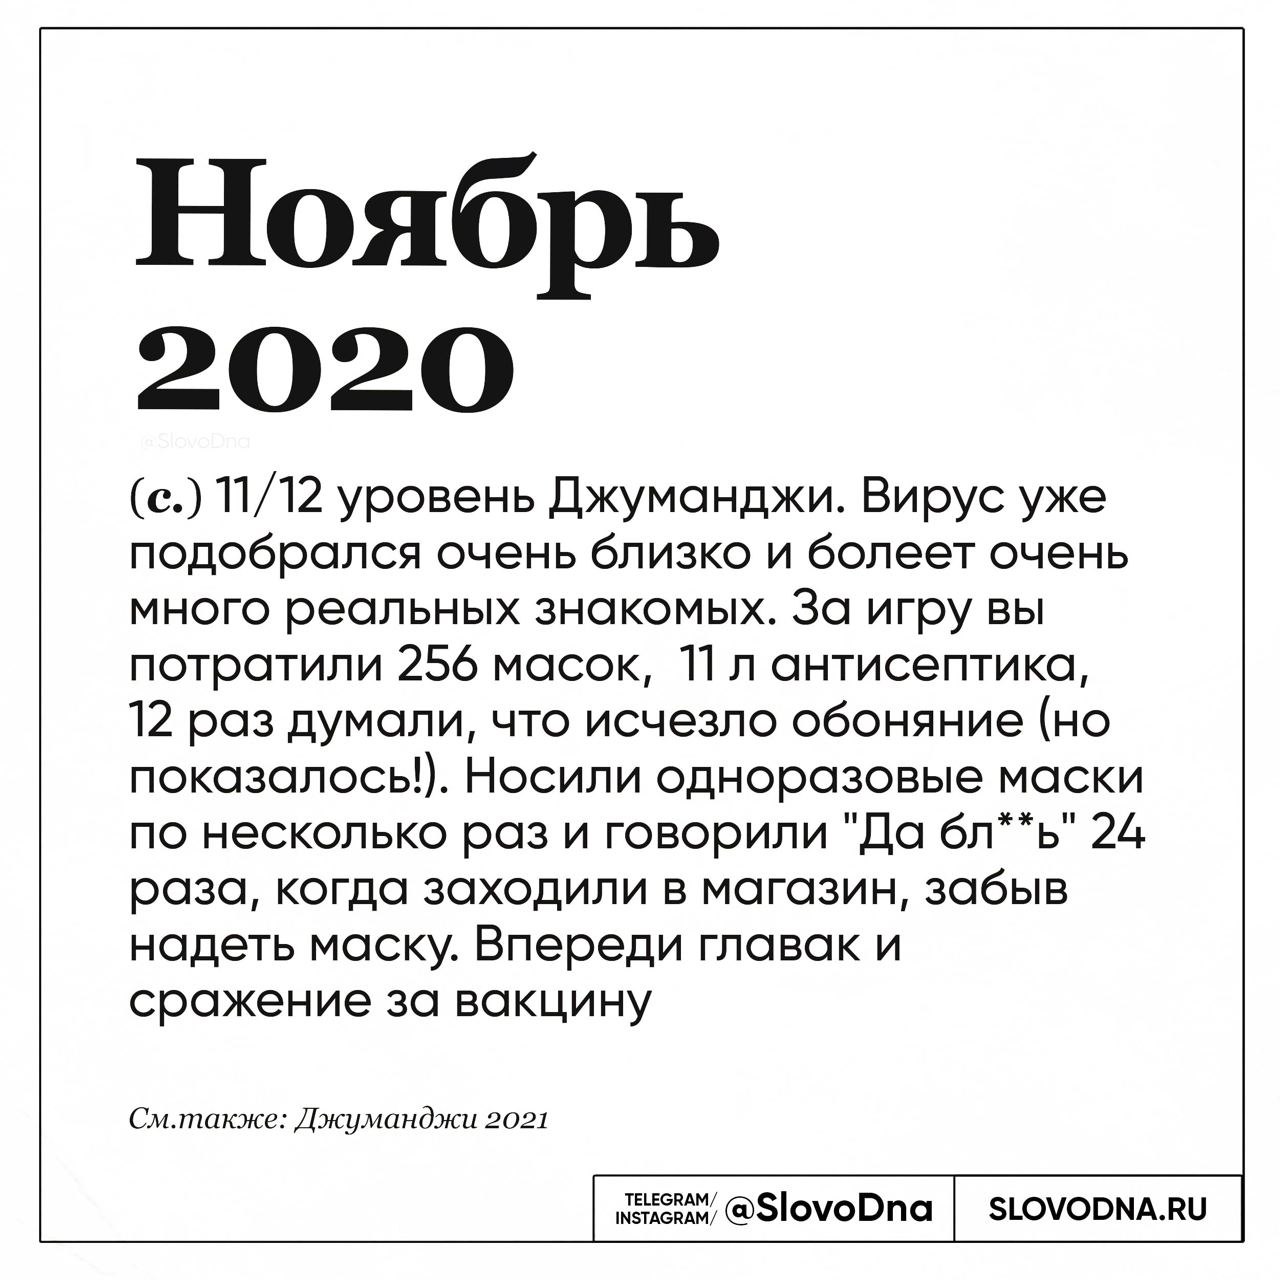 Ноябрь
2020
@SlovoDna
(с.) 11/12 уровень Джуманджи. Вирус уже
подобрался очень близко и болеет очень
много реальных знакомых. За игру вы
потратили 256 масок,  11 л антисептика,
12 раз думали, что исчезло обоняние (но
показалось!). Носили одноразовые маски
по несколько раз и говорили "Да бл**ь" 24
раза, когда заходили в магазин, забыв
надеть маску. Впереди главак и
сражение за вакцину
См.также: Джуманджи 2021
TELEGRAM/
INSTAGRAM/ @SlovoDna
SLOVODNA.RU